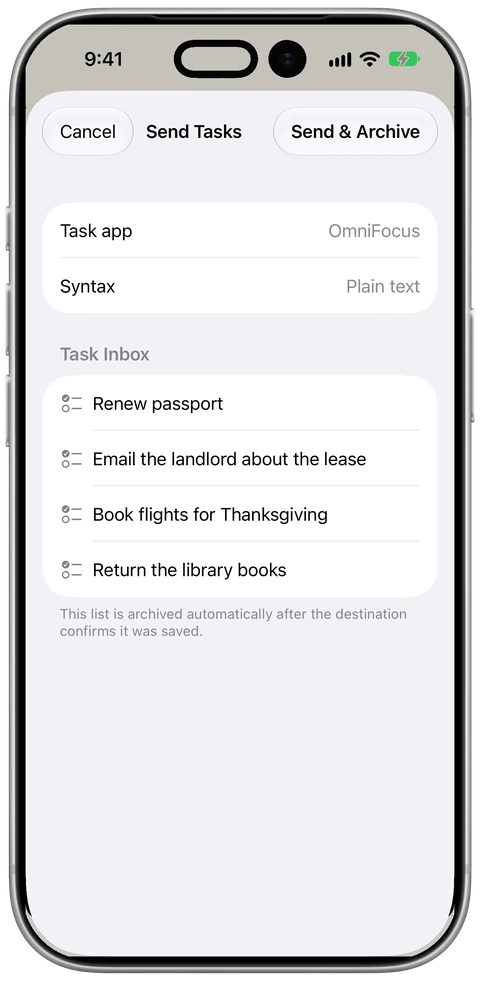 9:41
Cancel
Send Tasks
Send & Archive
Task app
OmniFocus
Syntax
Plain text
Task Inbox
Renew passport
Email the landlord about the lease
Book flights for Thanksgiving
Return the library books
This list is archived automatically after the destination
confirms it was saved.